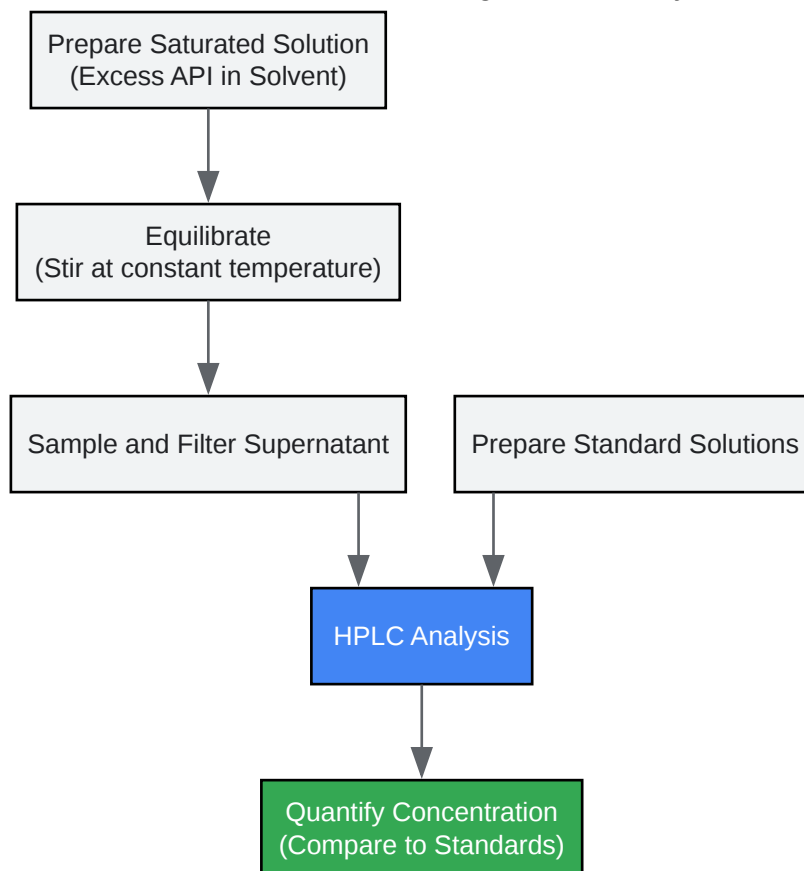 Prepare Saturated Solution
(Excess API in Solvent)
Equilibrate
(Stir at constant temperature)
Sample and Filter Supernatant
Prepare Standard Solutions
HPLC Analysis
Quantify Concentration
(Compare to Standards)